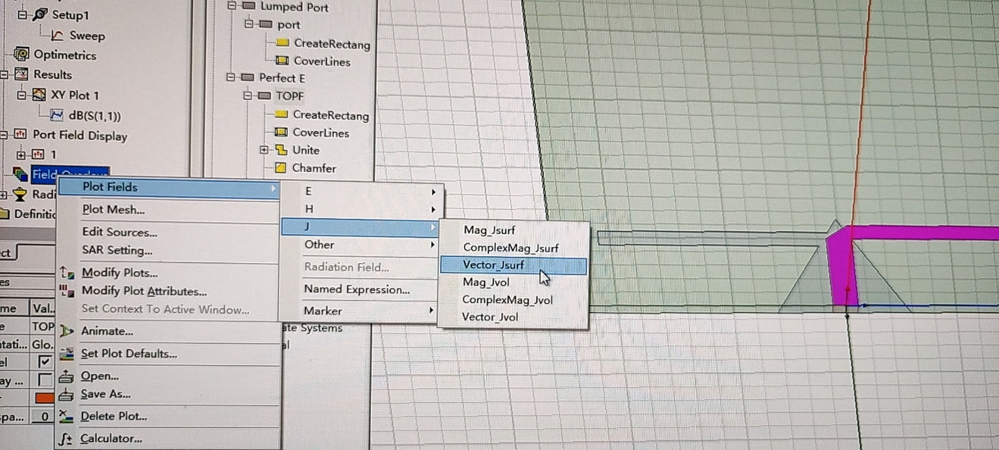 Setup1
Sweep
Optimetrics
Results
XY Plot 1
dB(S(1,1))
Port Field Display
1
Field Overlays
Radi
Definitio
ct
es
me Val...
e TOP
tati... Glo.
el
ay ...
spa... 0
Lumped Port
port
CreateRectang
CoverLines
Perfect E
TOPF
CreateRectang
CoverLines
Unite
Chamfer
ate Systems
al
Plot Fields
Plot Mesh...
Edit Sources...
SAR Setting...
Modify Plots...
Modify Plot Attributes...
Set Context To Active Window...
Animate...
Set Plot Defaults...
Open...
Save As...
Delete Plot...
Calculator...
E
H
J
Other
Radiation Field...
Named Expression...
Marker
Mag_Jsurf
ComplexMag_Jsurf
Vector_Jsurf
Mag_Jvol
ComplexMag_Jvol
Vector_Jvol